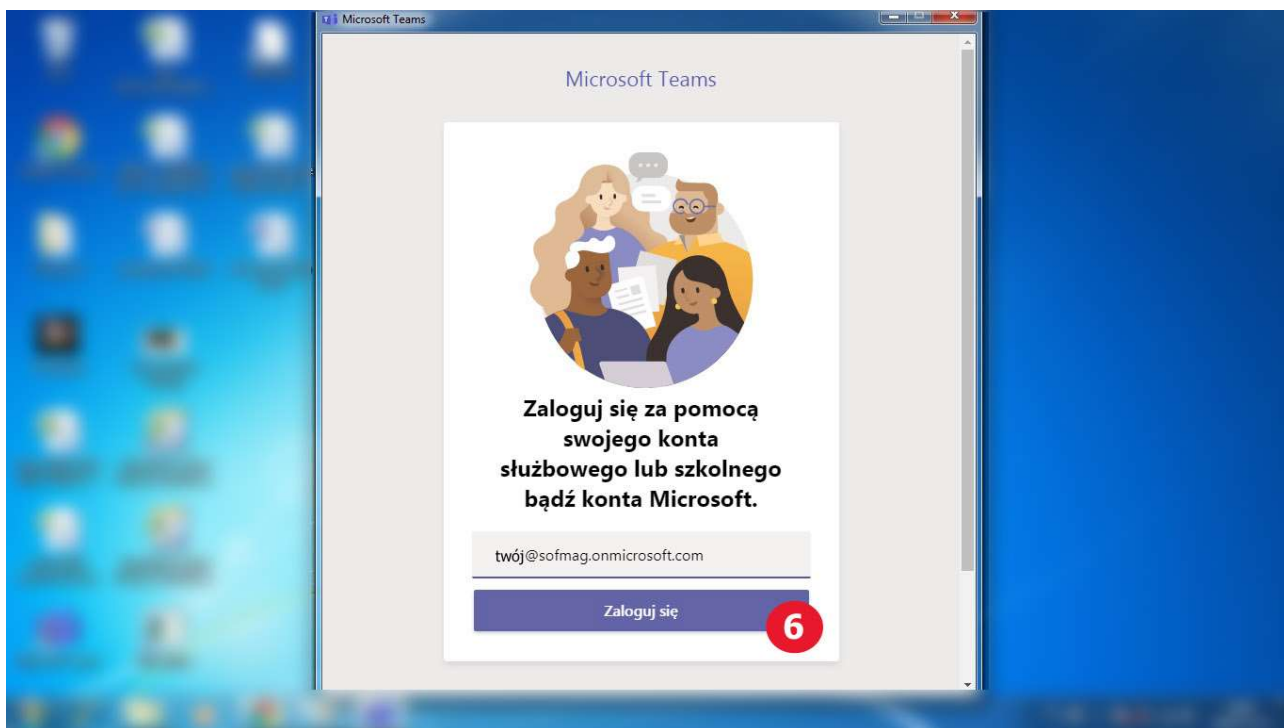 Microsoft Teams
Microsoft Teams
Zaloguj się za pomocą
swojego konta
służbowego lub szkolnego
bądź konta Microsoft.
twój@sofmag.onmicrosoft.com
Zaloguj się
6